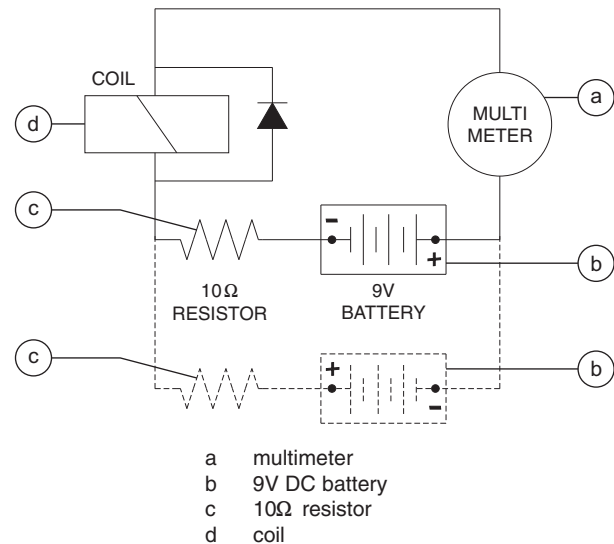 COIL
d
MULTI
METER
a
c
10Ω
RESISTOR
-
+
9V
BATTERY
b
c
+
-
b
a multimeter
b 9V DC battery
c 10Ω resistor
d coil